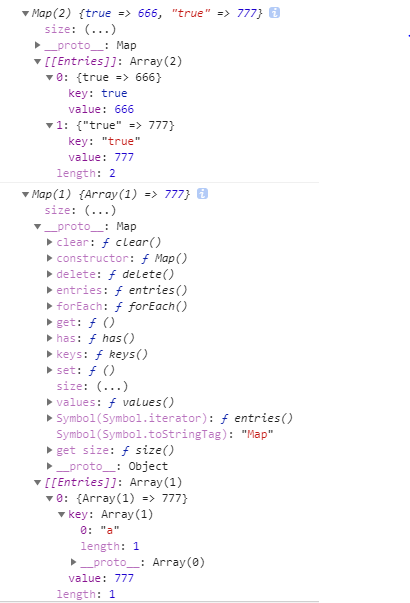 Map(2) {true => 666, "true" => 777} i
size: (...)
__proto__: Map
[[Entries]]: Array(2)
0: {true => 666}
key: true
value: 666
1: {"true" => 777}
key: "true"
value: 777
length: 2
Map(1) {Array(1) => 777} i
size: (...)
__proto__: Map
clear: ƒ clear()
constructor: ƒ Map()
delete: ƒ delete()
entries: ƒ entries()
forEach: ƒ forEach()
get: ƒ ()
has: ƒ has()
keys: ƒ keys()
set: ƒ ()
size: (...)
values: ƒ values()
Symbol(Symbol.iterator): ƒ entries()
Symbol(Symbol.toStringTag): "Map"
get size: ƒ size()
__proto__: Object
[[Entries]]: Array(1)
0: {Array(1) => 777}
key: Array(1)
0: "a"
length: 1
__proto__: Array(0)
value: 777
length: 1